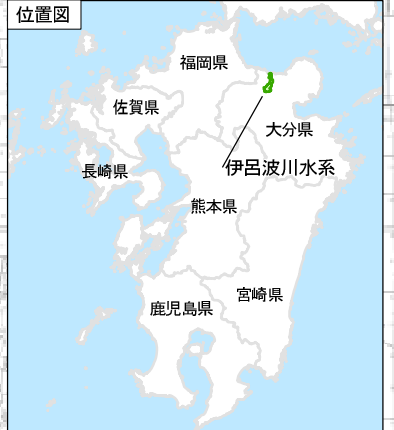 位置図
福岡県
佐賀県
大分県
長崎県
伊呂波川水系
熊本県
宮崎県
鹿児島県